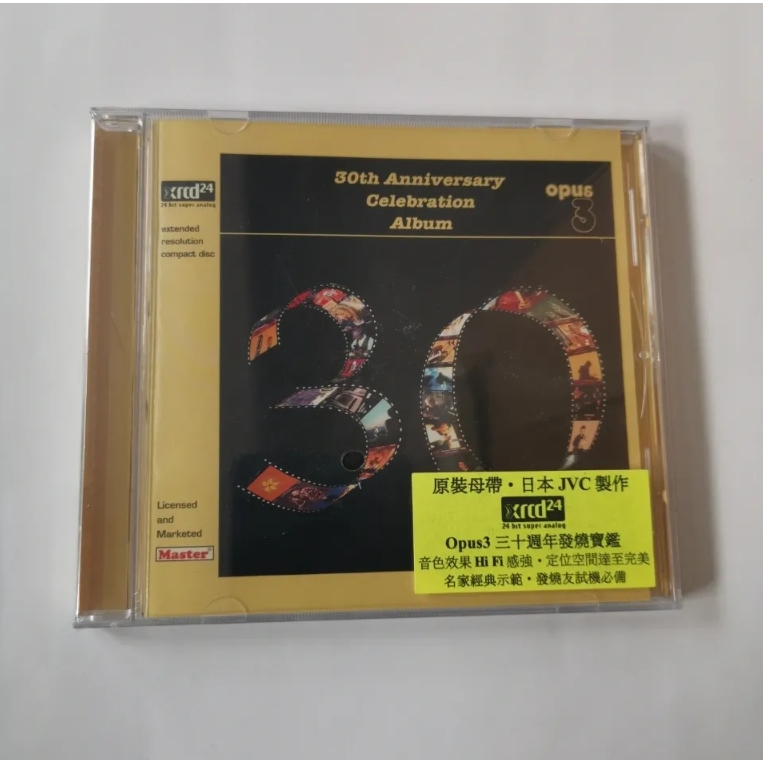 30th Anniversary
Celebration
Album
opus
3
xrcd24
24 bit super analog
extended
resolution
compact disc
30
Licensed
and
Marketed
Master
原裝母帶・日本 JVC 製作
xrcd24
24 bit super analog
Opus3 三十週年發燒寶鑑
音色效果 Hi Fi 感強・定位空間達至完美
名家經典示範・發燒友試機必備